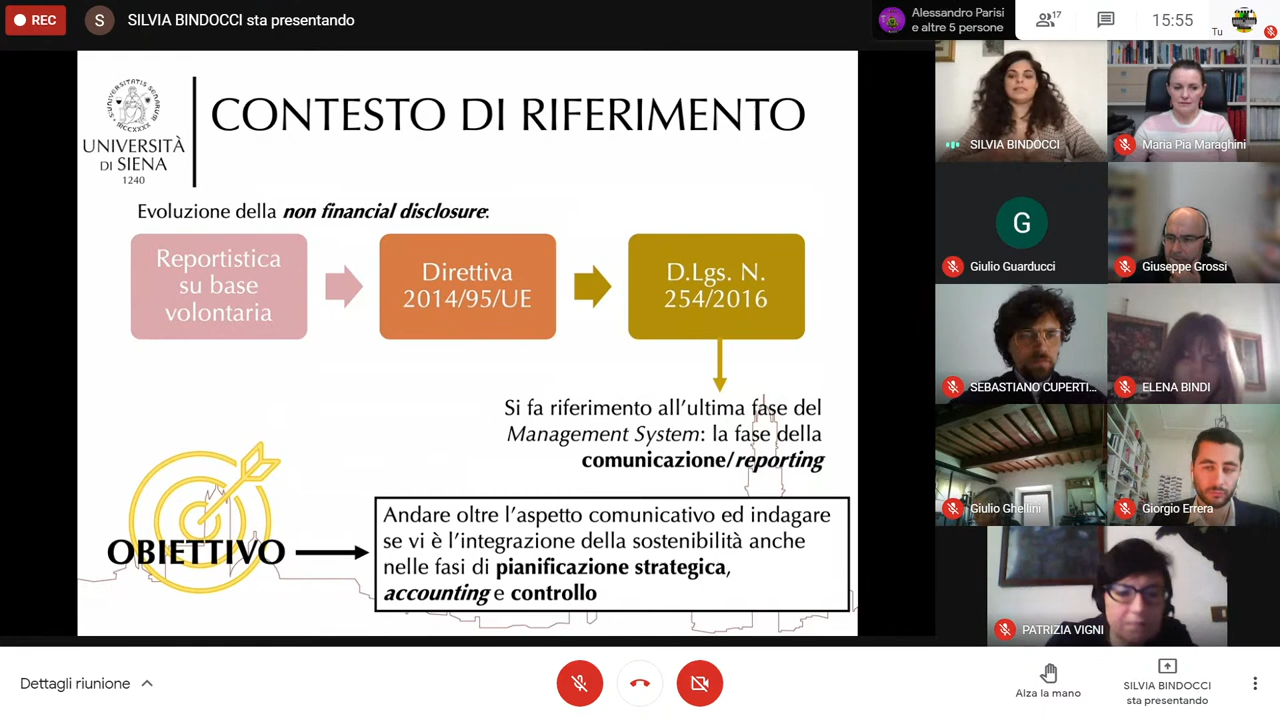 REC
S
SILVIA BINDOCCI sta presentando
Alessandro Parisi
e altre 5 persone
17
15:55
Tu
UNIVERSITÀ
DI SIENA
1240
CONTESTO DI RIFERIMENTO
Evoluzione della non financial disclosure:
Reportistica
su base
volontaria
Direttiva
2014/95/UE
D.Lgs. N.
254/2016
Si fa riferimento all'ultima fase del
Management System: la fase della
comunicazione/reporting
OBIETTIVO
Andare oltre l'aspetto comunicativo ed indagare
se vi è l'integrazione della sostenibilità anche
nelle fasi di pianificazione strategica,
accounting e controllo
SILVIA BINDOCCI
Maria Pia Maraghini
G
Giulio Guarducci
Giuseppe Grossi
SEBASTIANO CUPERTI...
ELENA BINDI
Giulio Ghellini
Giorgio Errera
PATRIZIA VIGNI
Dettagli riunione
Alza la mano
SILVIA BINDOCCI
sta presentando